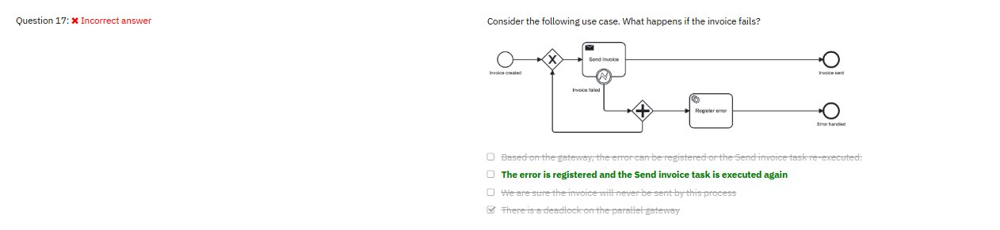 Question 17: ✖ Incorrect answer
Consider the following use case. What happens if the invoice fails?
Send Invoice
Invoice created
Invoice sent
Invoice failed
Register error
Error handled
Based on the gateway, the error can be registered or the Send invoice task re-executed.
The error is registered and the Send invoice task is executed again
We are sure the invoice will never be sent by this process
There is a deadlock on the parallel gateway